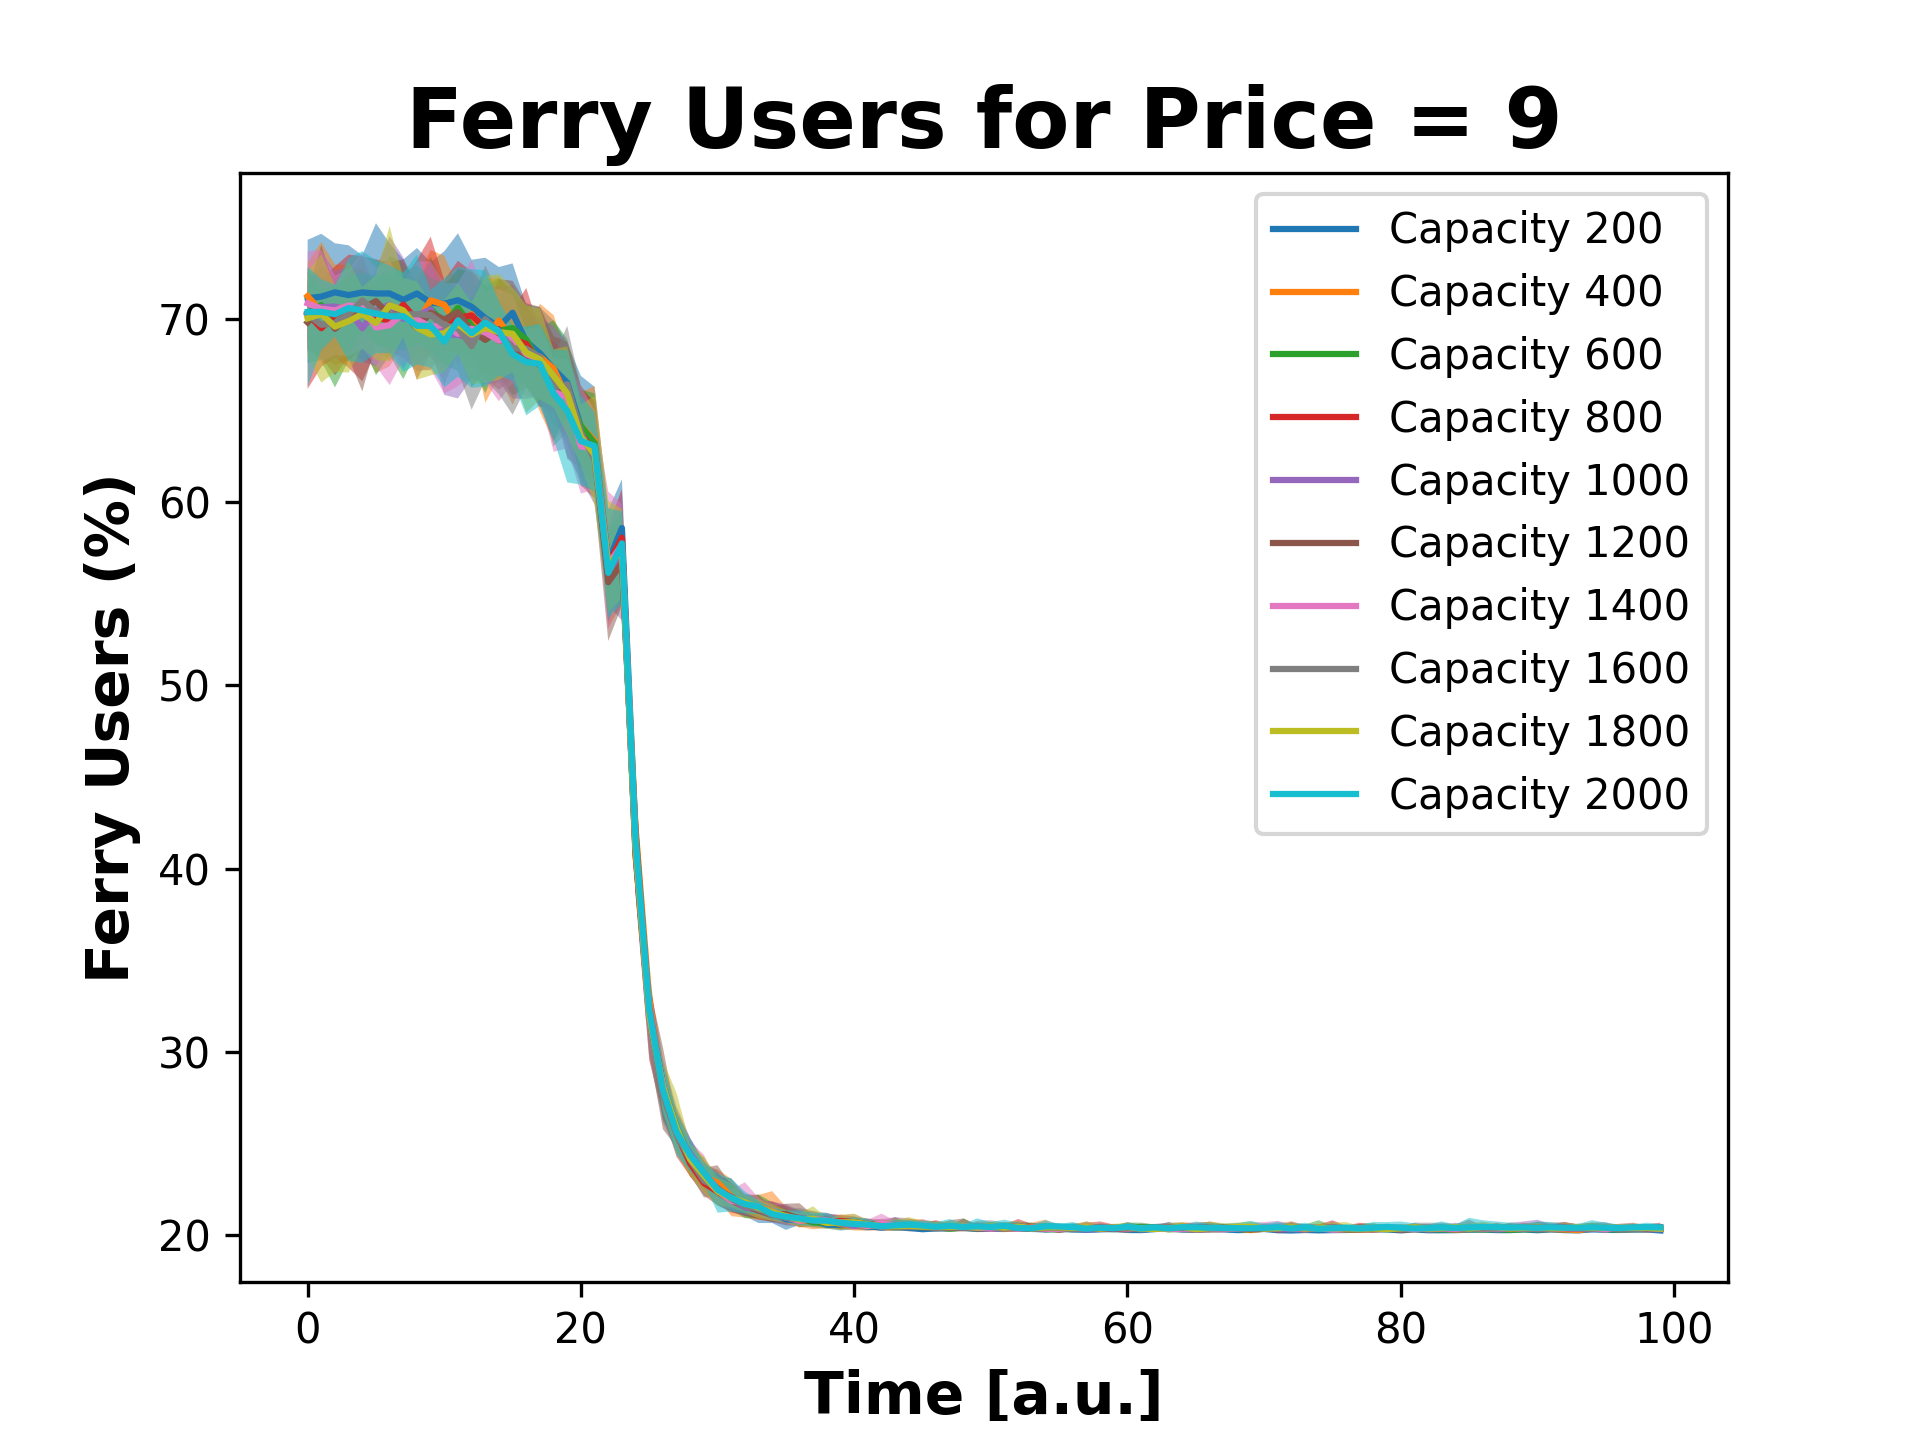 Ferry Users for Price = 9
Ferry Users (%)
70
60
50
40
30
20
Capacity 200
Capacity 400
Capacity 600
Capacity 800
Capacity 1000
Capacity 1200
Capacity 1400
Capacity 1600
Capacity 1800
Capacity 2000
0 20 40 60 80 100
Time [a.u.]